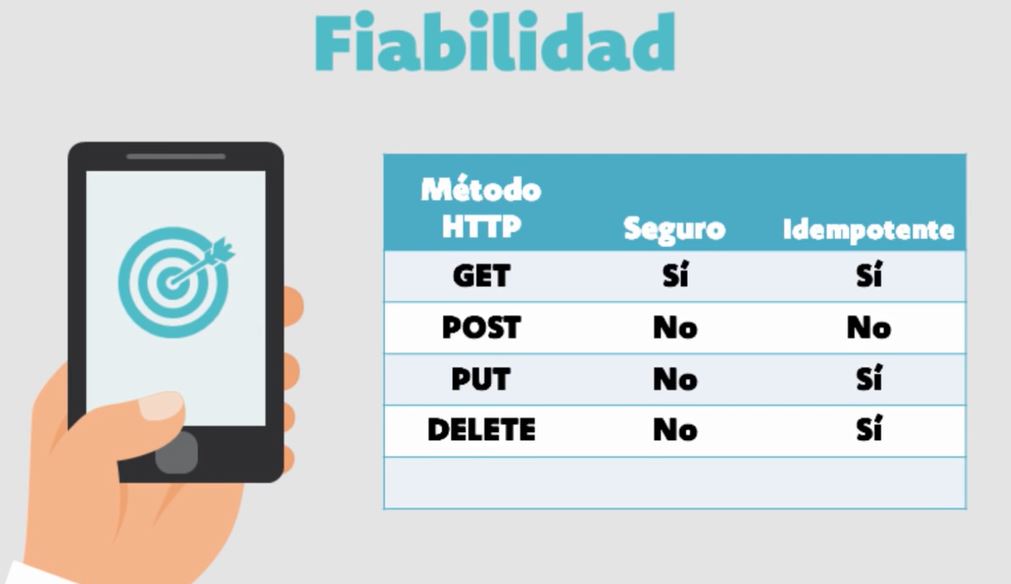 Fiabilidad
Método
HTTP Seguro Idempotente
GET Sí Sí
POST No No
PUT No Sí
DELETE No Sí